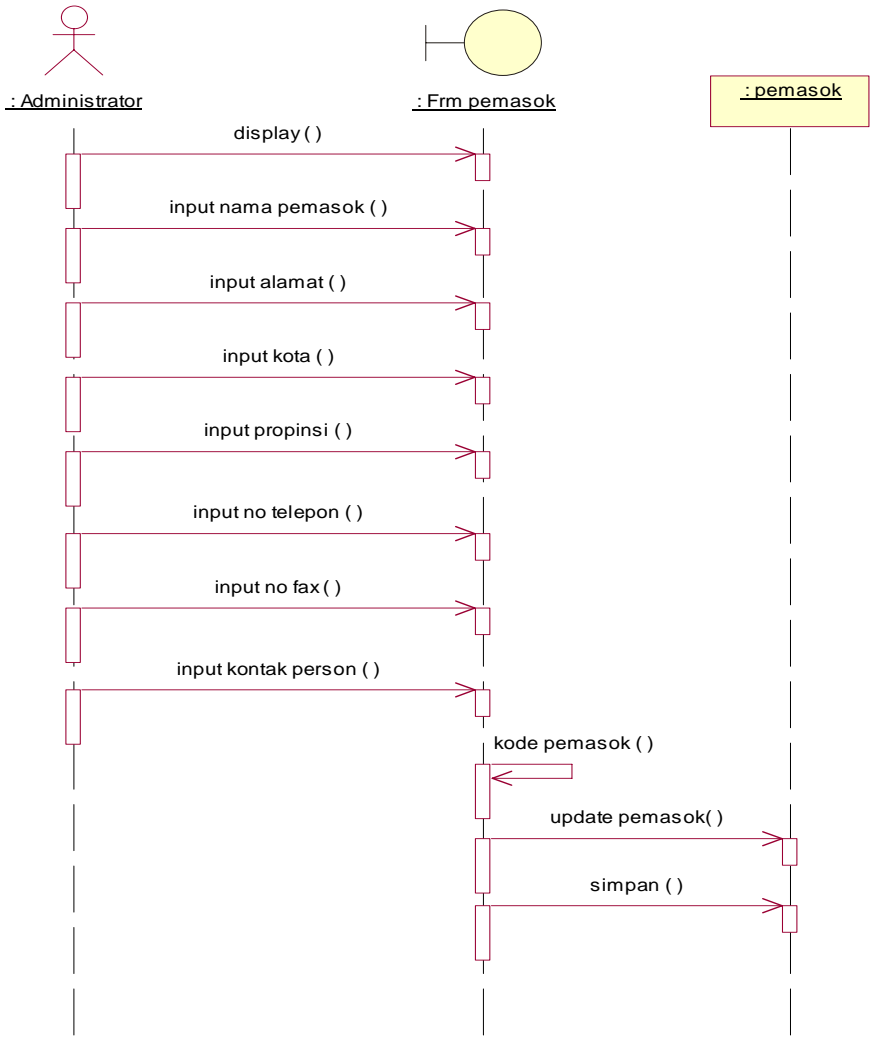 : Administrator
: Frm pemasok
: pemasok
display ( )
input nama pemasok ( )
input alamat ( )
input kota ( )
input propinsi ( )
input no telepon ( )
input no fax ( )
input kontak person ( )
kode pemasok ( )
update pemasok( )
simpan ( )